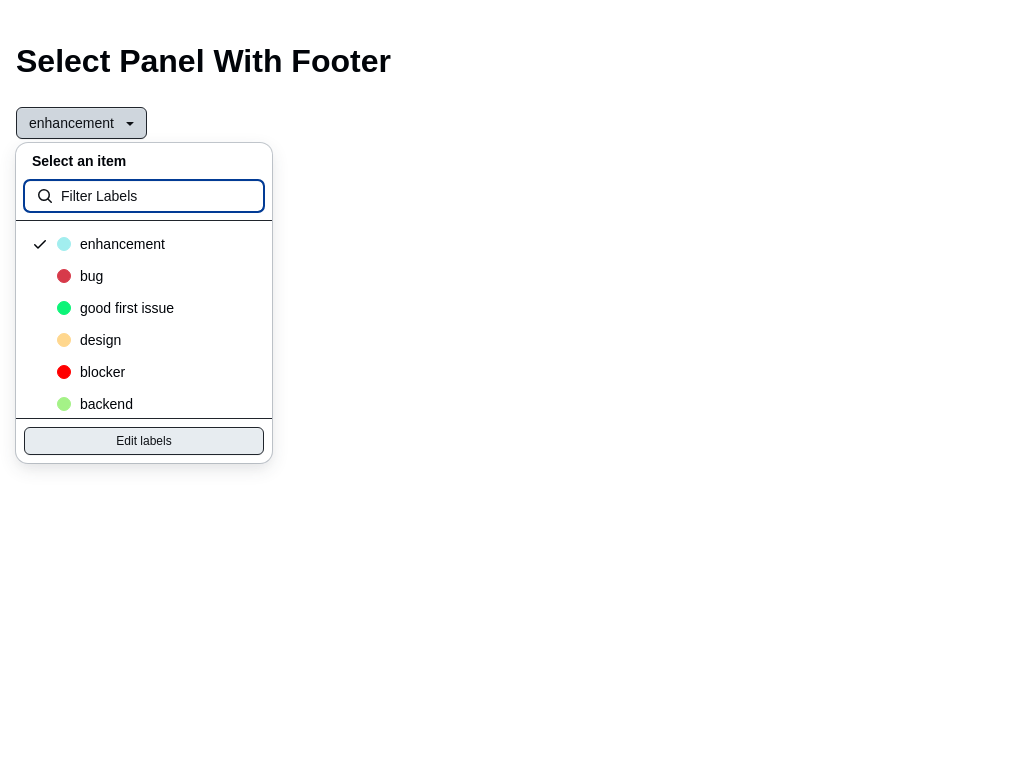 Select Panel With Footer
enhancement
Select an item
Filter Labels
enhancement
bug
good first issue
design
blocker
backend
Edit labels